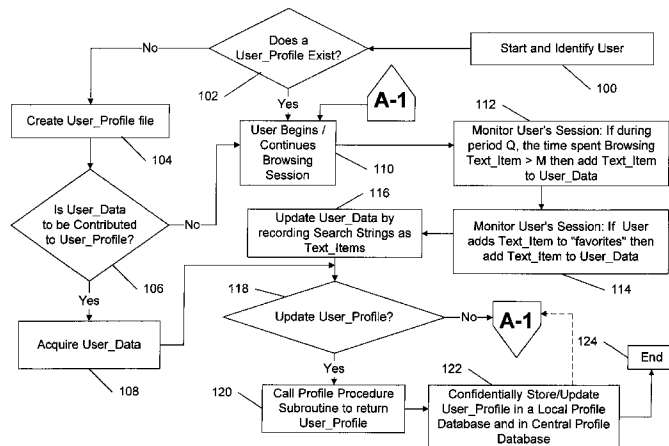 Does a
User_Profile Exist?
No
Start and Identify User
102
100
Yes
A-1
Create User_Profile file
104
User Begins /
Continues
Browsing
Session
110
112
Monitor User's Session: If during
period Q, the time spent Browsing
Text_Item > M then add Text_Item
to User_Data
Is
User_Data
to be Contributed
to User_Profile?
No
106
116
Update User_Data by
recording Search Strings as
Text_Items
Monitor User's Session: If User
adds Text_Item to "favorites" then
add Text_Item to User_Data
114
Yes
Acquire User_Data
108
118
Update User_Profile?
No
A-1
124
End
Yes
120
Call Profile Procedure
Subroutine to return
User_Profile
122
Confidentially Store/Update
User_Profile in a Local Profile
Database and in Central Profile
Database